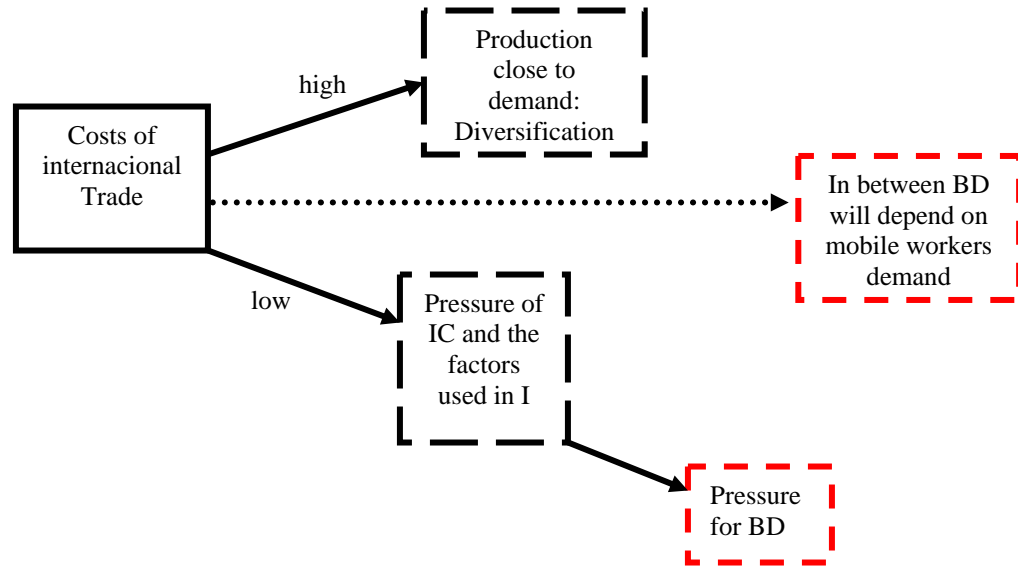 Production
close to
demand:
Diversification
high
Costs of
internacional
Trade
In between BD
will depend on
mobile workers
demand
low
Pressure of
IC and the
factors
used in I
Pressure
for BD